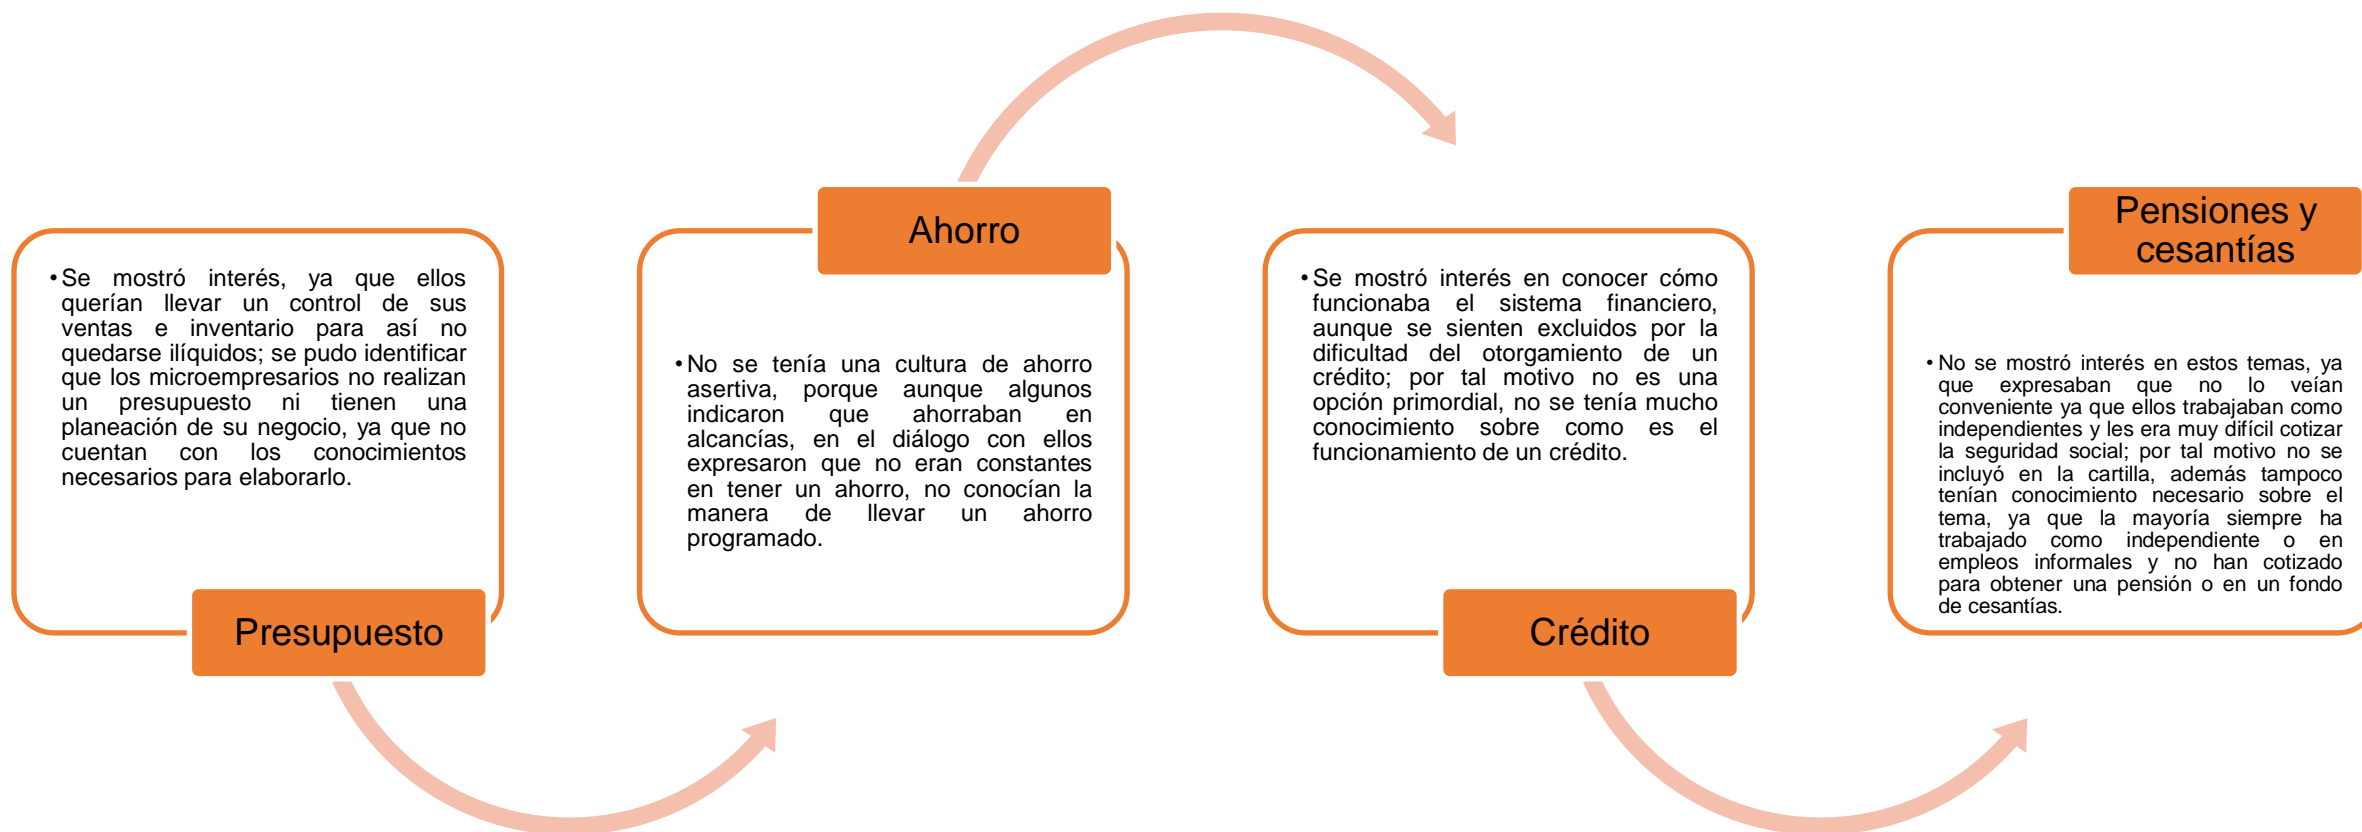 •Se mostró interés, ya que ellos
querían llevar un control de sus
ventas e inventario para así no
quedarse ilíquidos; se pudo identificar
que los microempresarios no realizan
un presupuesto ni tienen una
planeación de su negocio, ya que no
cuentan con los conocimientos
necesarios para elaborarlo.
Presupuesto
Ahorro
•No se tenía una cultura de ahorro
asertiva, porque aunque algunos
indicaron que ahorraban en
alcancías, en el diálogo con ellos
expresaron que no eran constantes
en tener un ahorro, no conocían la
manera de llevar un ahorro
programado.
•Se mostró interés en conocer cómo
funcionaba el sistema financiero,
aunque se sienten excluidos por la
dificultad del otorgamiento de un
crédito; por tal motivo no es una
opción primordial, no se tenía mucho
conocimiento sobre como es el
funcionamiento de un crédito.
Crédito
Pensiones y
cesantías
•No se mostró interés en estos temas, ya
que expresaban que no lo veían
conveniente ya que ellos trabajaban como
independientes y les era muy difícil cotizar
la seguridad social; por tal motivo no se
incluyó en la cartilla, además tampoco
tenían conocimiento necesario sobre el
tema, ya que la mayoría siempre ha
trabajado como independiente o en
empleos informales y no han cotizado
para obtener una pensión o en un fondo
de cesantías.